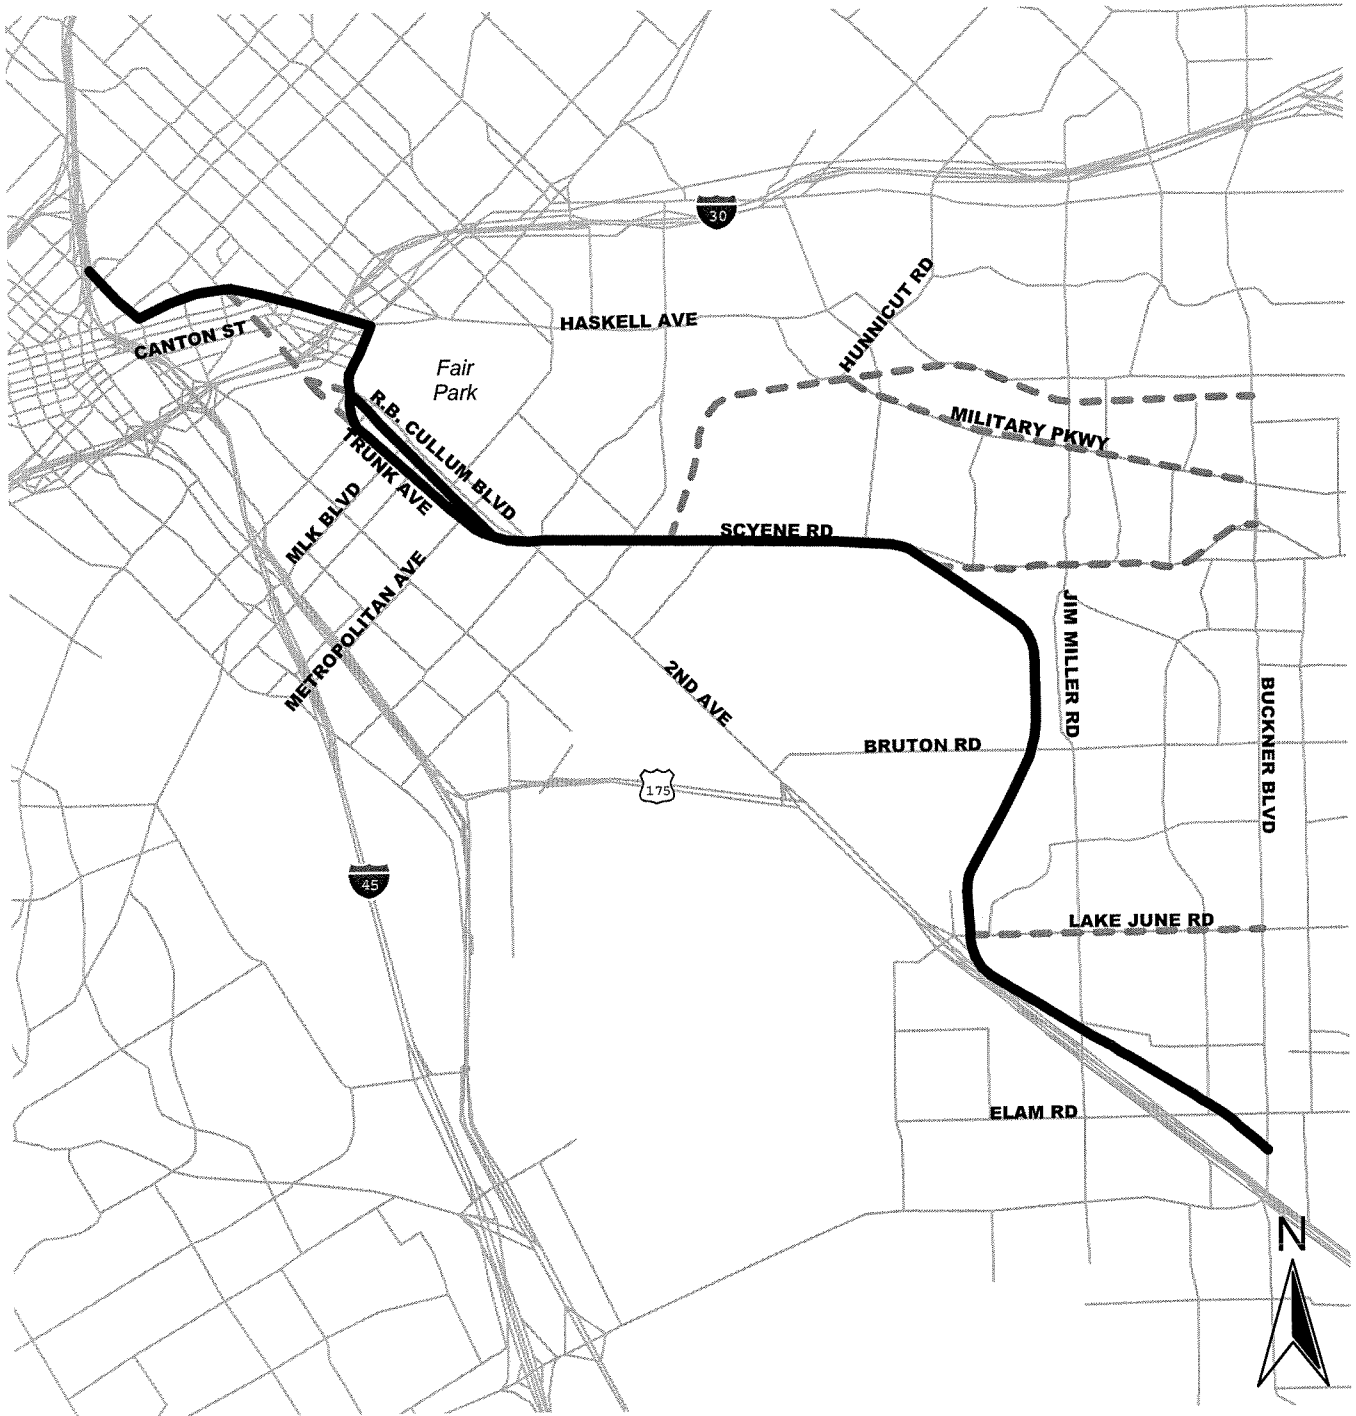 30
HUNNICUT RD
HASKELL AVE
CANTON ST
Fair
Park
R.B. CULLUM BLVD
MILITARY PKWY
TRUNK AVE
MLK BLVD
SCYENE RD
METROPOLITAN AVE
JIM MILLER RD
2ND AVE
BUCKNER BLVD
BRUTON RD
175
45
LAKE JUNE RD
ELAM RD
N